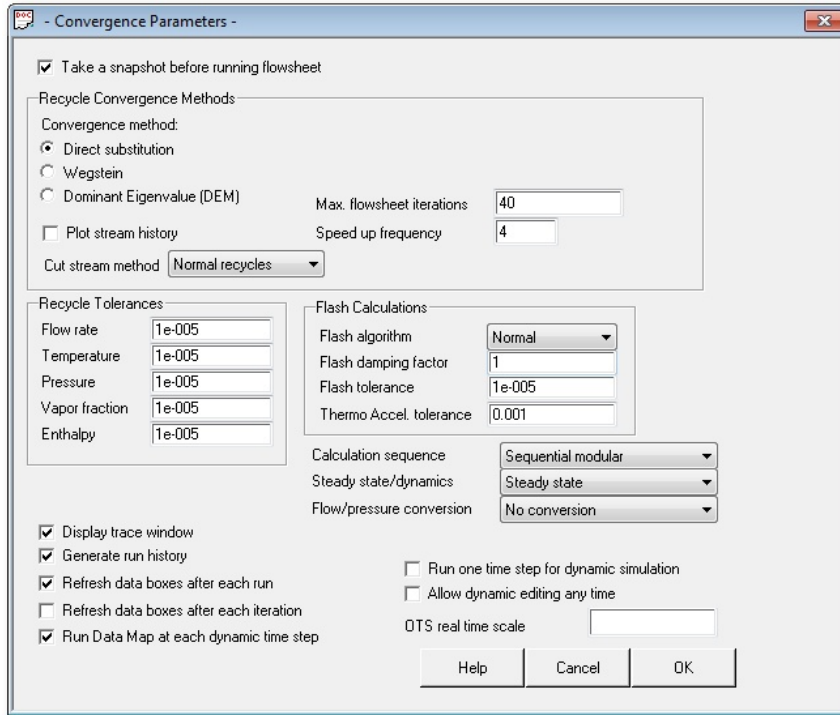 - Convergence Parameters -
Take a snapshot before running flowsheet
Recycle Convergence Methods
Convergence method:
Direct substitution
Wegstein
Dominant Eigenvalue (DEM)
Max. flowsheet iterations 40
Plot stream history
Speed up frequency 4
Cut stream method Normal recycles
Recycle Tolerances
Flow rate 1e-005
Temperature 1e-005
Pressure 1e-005
Vapor fraction 1e-005
Enthalpy 1e-005
Flash Calculations
Flash algorithm Normal
Flash damping factor 1
Flash tolerance 1e-005
Thermo Accel. tolerance 0.001
Calculation sequence Sequential modular
Steady state/dynamics Steady state
Flow/pressure conversion No conversion
Display trace window
Generate run history
Refresh data boxes after each run
Refresh data boxes after each iteration
Run Data Map at each dynamic time step
Run one time step for dynamic simulation
Allow dynamic editing any time
OTS real time scale
Help Cancel OK